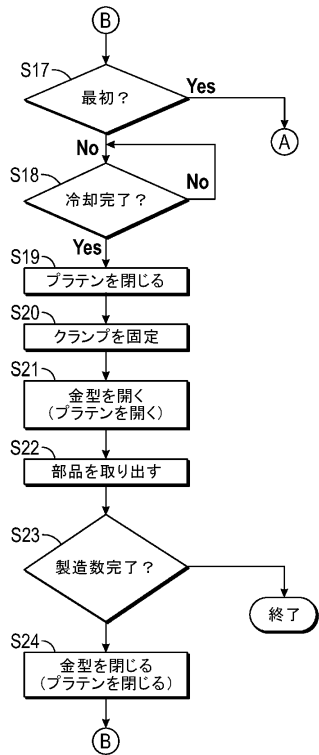 B
S17
最初?
Yes
A
No
S18
冷却完了?
No
Yes
S19
プラテンを閉じる
S20
クランプを固定
S21
金型を開く
(プラテンを開く)
S22
部品を取り出す
S23
製造数完了?
終了
S24
金型を閉じる
(プラテンを閉じる)
B